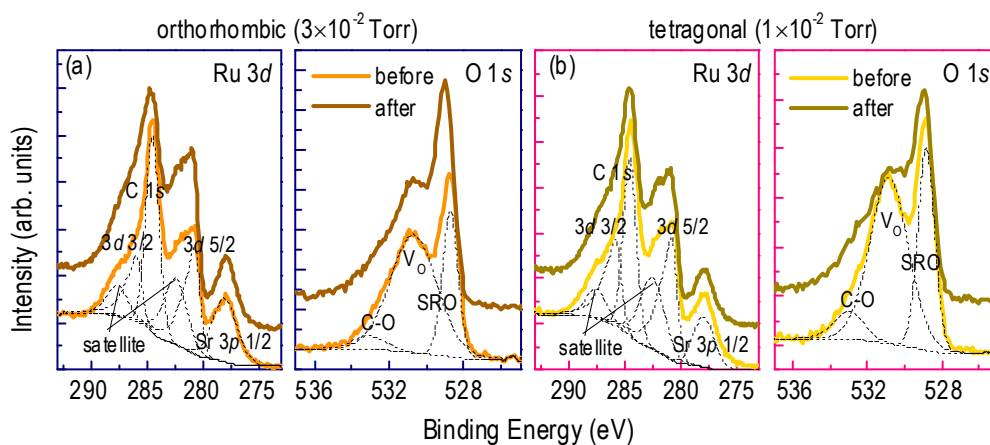 orthorhombic (3×10⁻² Torr)
tetragonal (1×10⁻² Torr)
(a)
Ru 3d
C 1s
3d 3/2
3d 5/2
satellite
Sr 3p 1/2
290 285 280 275
before
after
O 1s
V₀
SRO
C-O
536 532 528
(b)
Ru 3d
C 1s
3d 3/2
3d 5/2
satellite
Sr 3p 1/2
290 285 280 275
before
after
O 1s
V₀
SRO
C-O
536 532 528
Intensity (arb. units)
Binding Energy (eV)